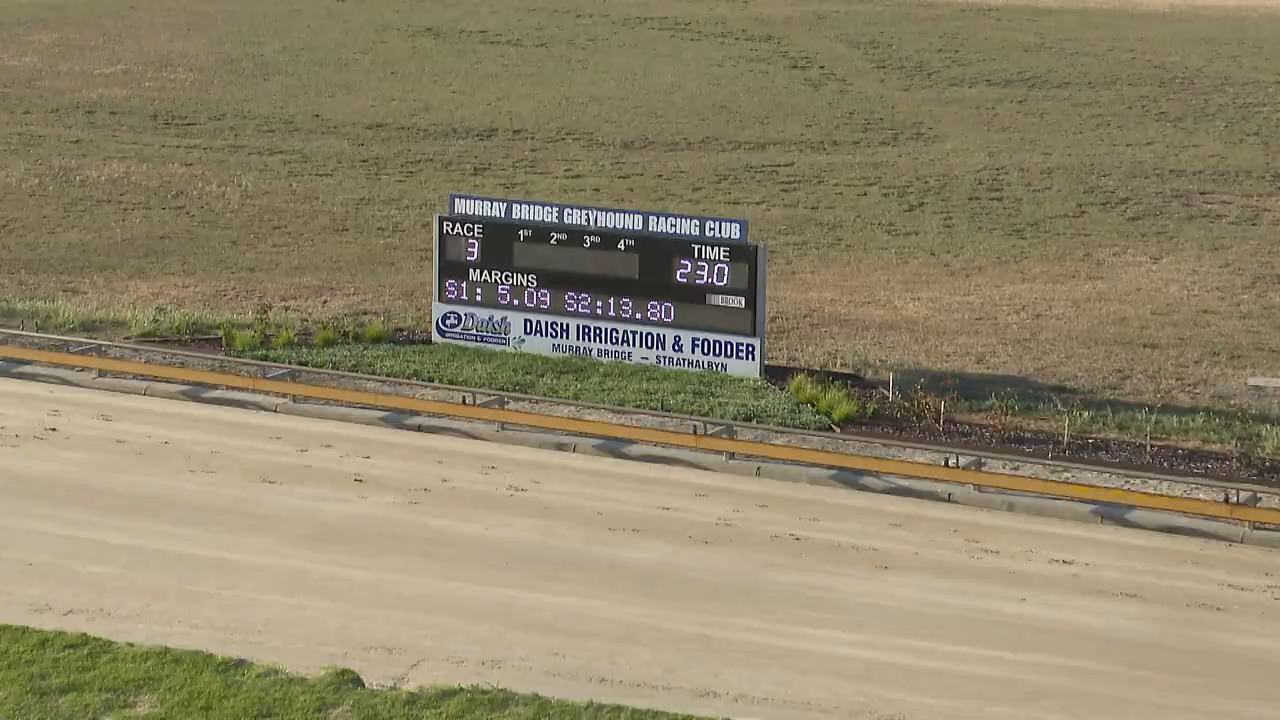 MURRAY BRIDGE GREYHOUND RACING CLUB
RACE 1ST 2ND 3RD 4TH TIME
3 23.0
MARGINS
S1: 5.09 S2:13.80
BROOK
Daish DAISH IRRIGATION & FODDER
IRRIGATION & FODDER MURRAY BRIDGE – STRATHALBYN